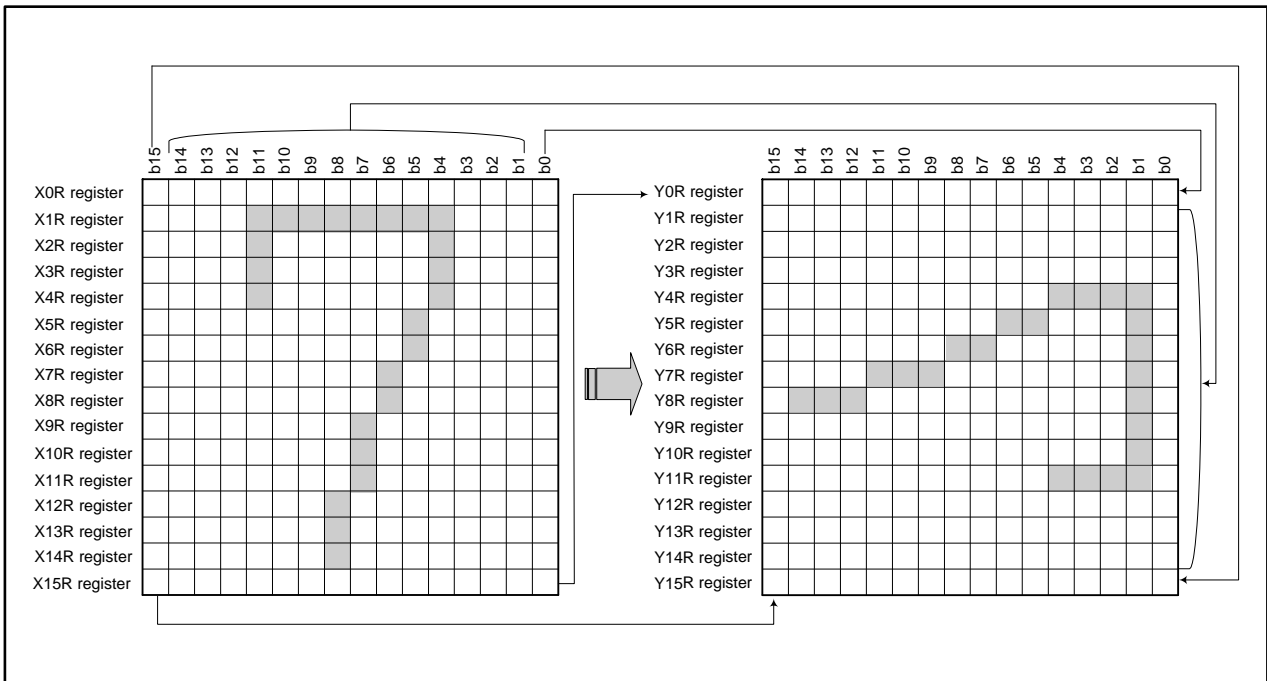 b15 b14 b13 b12 b11 b10 b9 b8 b7 b6 b5 b4 b3 b2 b1 b0
X0R register
X1R register
X2R register
X3R register
X4R register
X5R register
X6R register
X7R register
X8R register
X9R register
X10R register
X11R register
X12R register
X13R register
X14R register
X15R register
b15 b14 b13 b12 b11 b10 b9 b8 b7 b6 b5 b4 b3 b2 b1 b0
Y0R register
Y1R register
Y2R register
Y3R register
Y4R register
Y5R register
Y6R register
Y7R register
Y8R register
Y9R register
Y10R register
Y11R register
Y12R register
Y13R register
Y14R register
Y15R register